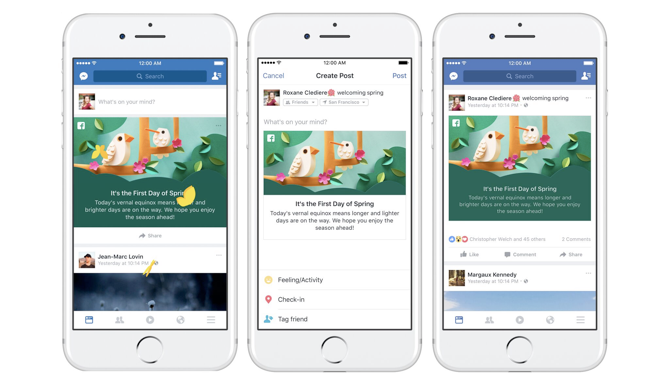 12:00 AM
Search
What's on your mind?
It's the First Day of Spring
Today's vernal equinox means longer and
brighter days are on the way. We hope you enjoy
the season ahead!
Share
Jean-Marc Lovin
Yesterday at 10:14 PM
12:00 AM
Cancel
Create Post
Post
Roxane Clediere welcoming spring
Friends
San Francisco
What's on your mind?
It's the First Day of Spring
Today's vernal equinox means longer and lighter
days are on the way. We hope you enjoy
the season ahead!
Feeling/Activity
Check-in
Tag friend
12:00 AM
Search
Roxane Clediere welcoming spring
Yesterday at 10:14 PM
It's the First Day of Spring
Today's vernal equinox means longer and
brighter days are on the way. We hope you enjoy
the season ahead!
Christopher Welch and 45 others
3 Comments
Like
Comment
Share
Margaux Kennedy
Yesterday at 10:14 PM